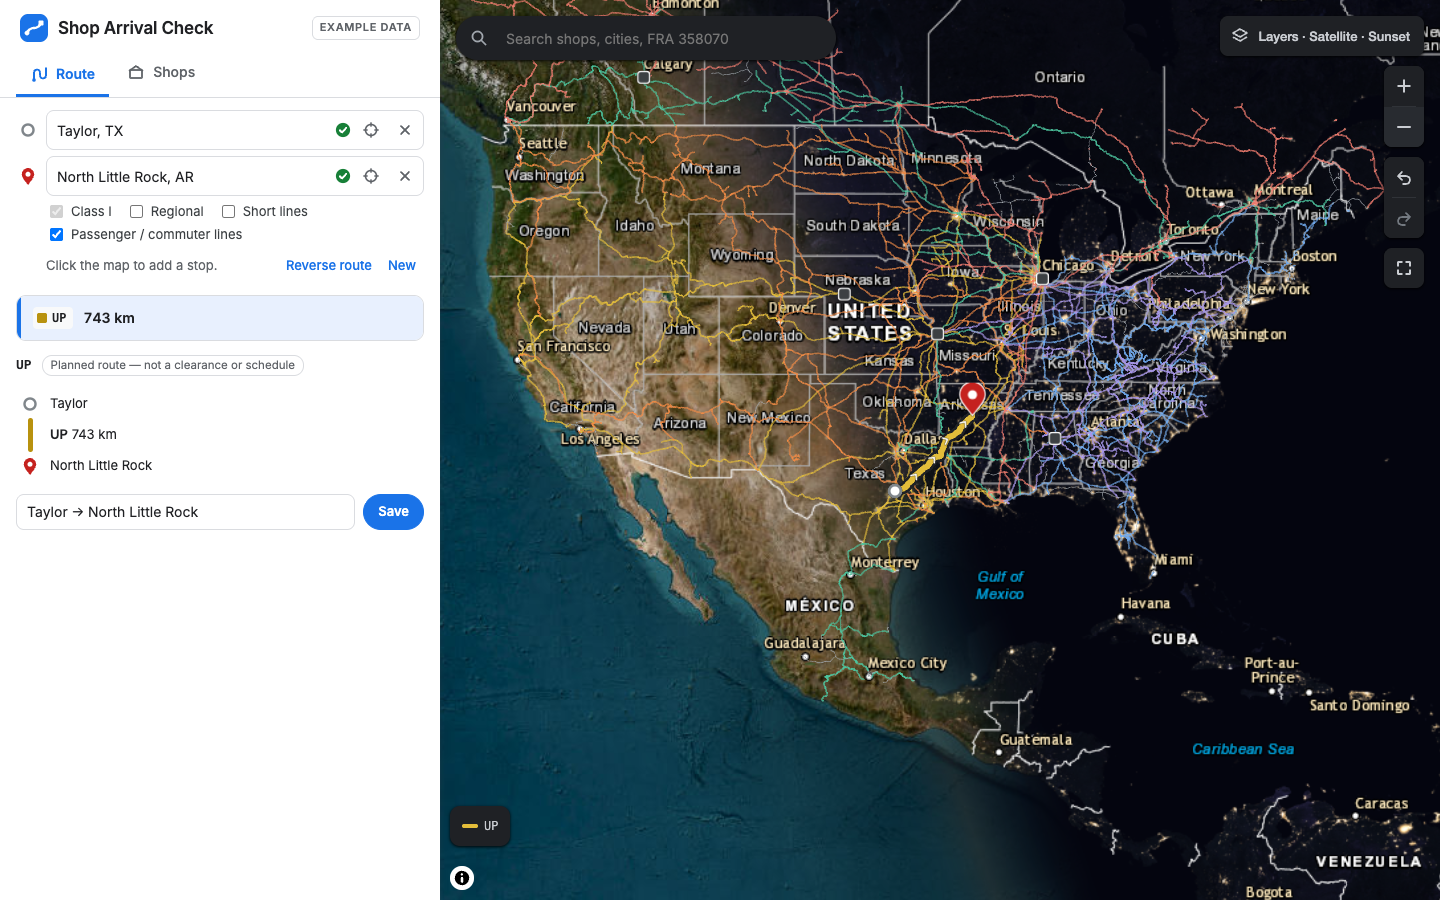 Shop Arrival Check
EXAMPLE DATA
Route
Shops
Taylor, TX
North Little Rock, AR
Class I
Regional
Short lines
Passenger / commuter lines
Click the map to add a stop.
Reverse route
New
UP
743 km
UP
Planned route — not a clearance or schedule
Taylor
UP 743 km
North Little Rock
Taylor → North Little Rock
Save
Search shops, cities, FRA 358070
Layers · Satellite · Sunset
Edmonton
Calgary
Ontario
Vancouver
Seattle
Washington
Montana
North Dakota
Minnesota
Ottawa
Montréal
Maine
Oregon
Idaho
South Dakota
Wisconsin
Toronto
Wyoming
Iowa
Chicago
Detroit
New York
Boston
Nebraska
New York
Denver
UNITED
STATES
Illinois
Ohio
Philadelphia
Nevada
Utah
Colorado
St. Louis
Washington
San Francisco
Kansas
Missouri
Kentucky
Virginia
California
Arizona
New Mexico
Oklahoma
Arkansas
Tennessee
North
Carolina
Los Angeles
Dallas
Atlanta
Texas
Georgia
Houston
Monterrey
Miami
Gulf of
Mexico
Havana
MÉXICO
CUBA
Guadalajara
Mexico City
Port-au-
Prince
Santo Domingo
Guatemala
Caribbean Sea
Caracas
UP
VENEZUELA
Bogota